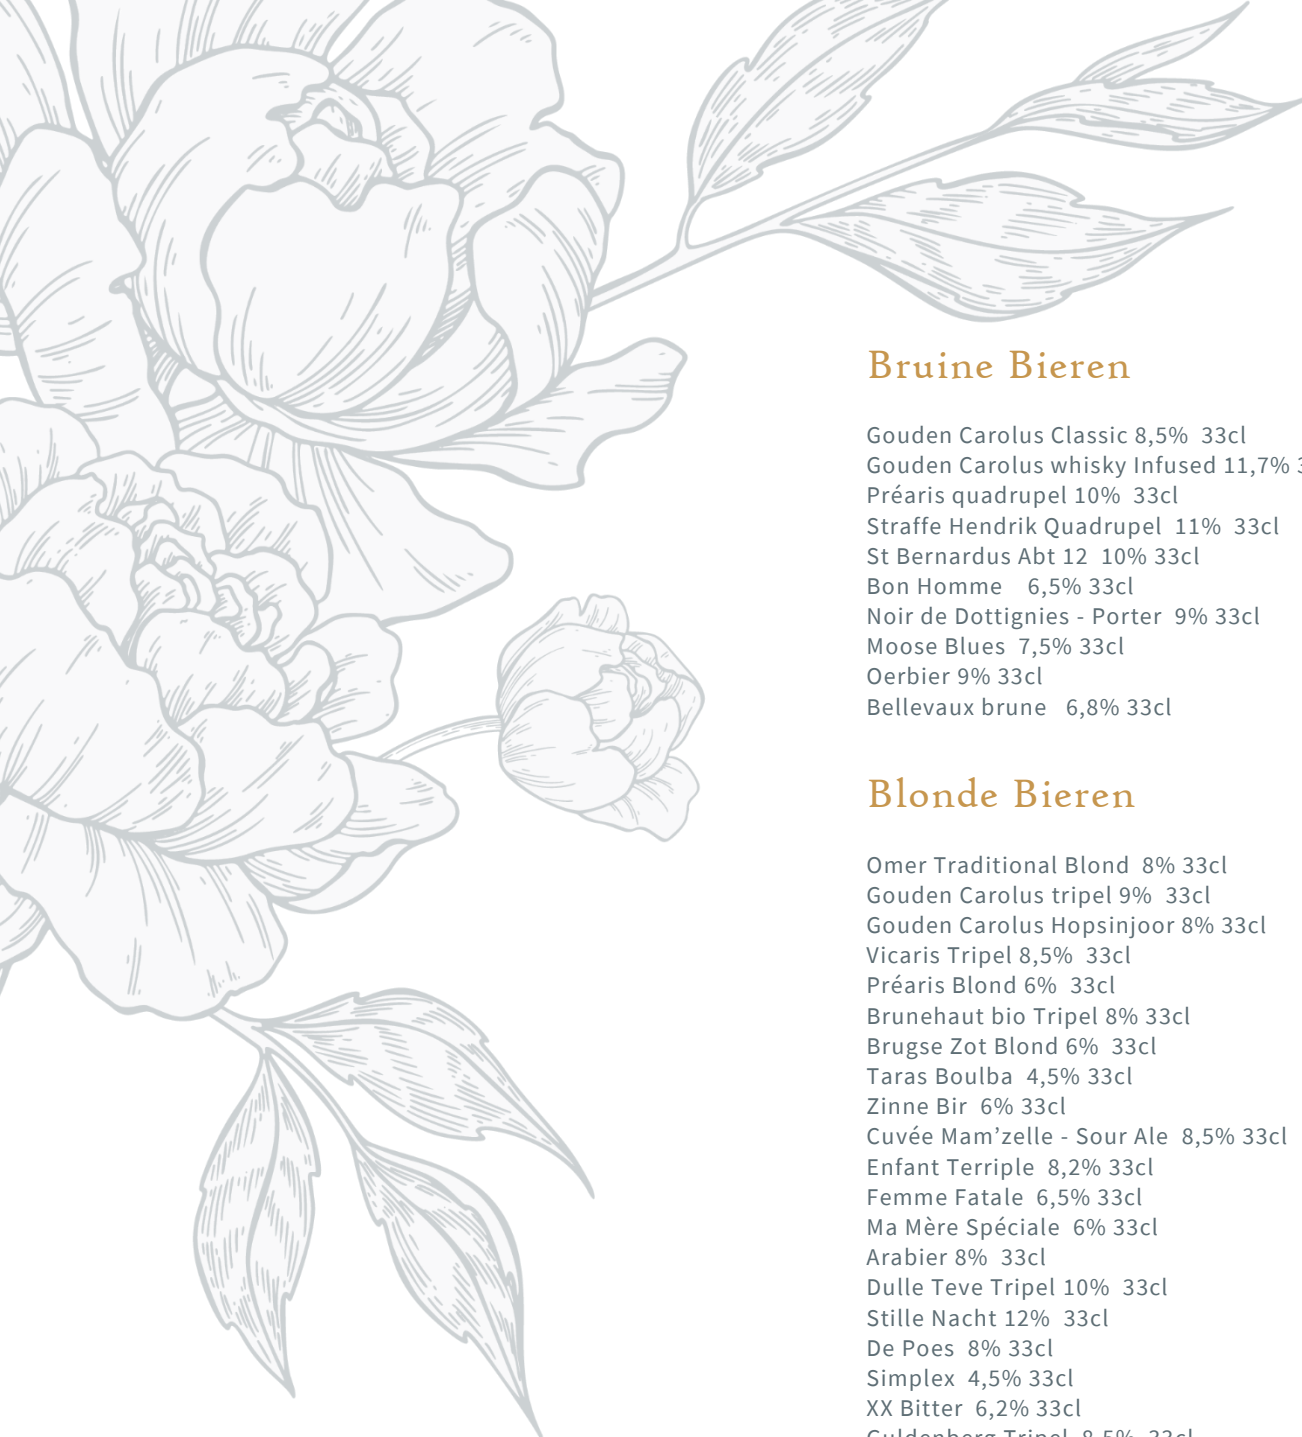 Bruine Bieren
Gouden Carolus Classic 8,5% 33cl
Gouden Carolus whisky Infused 11,7%
Préaris quadrupel 10% 33cl
Straffe Hendrik Quadrupel 11% 33cl
St Bernardus Abt 12 10% 33cl
Bon Homme 6,5% 33cl
Noir de Dottignies - Porter 9% 33cl
Moose Blues 7,5% 33cl
Oerbier 9% 33cl
Bellevaux brune 6,8% 33cl
Blonde Bieren
Omer Traditional Blond 8% 33cl
Gouden Carolus tripel 9% 33cl
Gouden Carolus Hopsinjoor 8% 33cl
Vicaris Tripel 8,5% 33cl
Préaris Blond 6% 33cl
Brunehaut bio Tripel 8% 33cl
Brugse Zot Blond 6% 33cl
Taras Boulba 4,5% 33cl
Zinne Bir 6% 33cl
Cuvée Mam’zelle - Sour Ale 8,5% 33cl
Enfant Terriple 8,2% 33cl
Femme Fatale 6,5% 33cl
Ma Mère Spéciale 6% 33cl
Arabier 8% 33cl
Dulle Teve Tripel 10% 33cl
Stille Nacht 12% 33cl
De Poes 8% 33cl
Simplex 4,5% 33cl
XX Bitter 6,2% 33cl
Guldenberg Tripel 8,5% 33cl